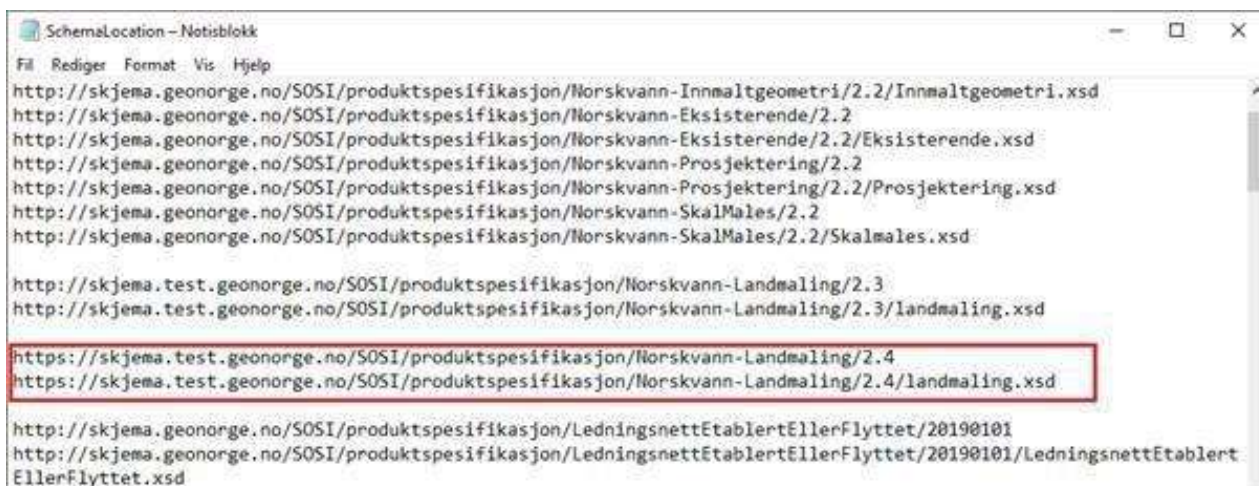 SchemaLocation – Notisblokk
Fil Rediger Format Vis Hjelp
http://skjema.geonorge.no/SOSI/produktspesifikasjon/Norskvann-Innmaltgeometri/2.2/Innmaltgeometri.xsd
http://skjema.geonorge.no/SOSI/produktspesifikasjon/Norskvann-Eksisterende/2.2
http://skjema.geonorge.no/SOSI/produktspesifikasjon/Norskvann-Eksisterende/2.2/Eksisterende.xsd
http://skjema.geonorge.no/SOSI/produktspesifikasjon/Norskvann-Prosjektering/2.2
http://skjema.geonorge.no/SOSI/produktspesifikasjon/Norskvann-Prosjektering/2.2/Prosjektering.xsd
http://skjema.geonorge.no/SOSI/produktspesifikasjon/Norskvann-SkalMales/2.2
http://skjema.geonorge.no/SOSI/produktspesifikasjon/Norskvann-SkalMales/2.2/Skalmales.xsd
http://skjema.test.geonorge.no/SOSI/produktspesifikasjon/Norskvann-Landmaling/2.3
http://skjema.test.geonorge.no/SOSI/produktspesifikasjon/Norskvann-Landmaling/2.3/landmaling.xsd
https://skjema.test.geonorge.no/SOSI/produktspesifikasjon/Norskvann-Landmaling/2.4
https://skjema.test.geonorge.no/SOSI/produktspesifikasjon/Norskvann-Landmaling/2.4/landmaling.xsd
http://skjema.geonorge.no/SOSI/produktspesifikasjon/LedningsnettEtablertEllerFlyttet/20190101
http://skjema.geonorge.no/SOSI/produktspesifikasjon/LedningsnettEtablertEllerFlyttet/20190101/LedningsnettEtablert
EllerFlyttet.xsd